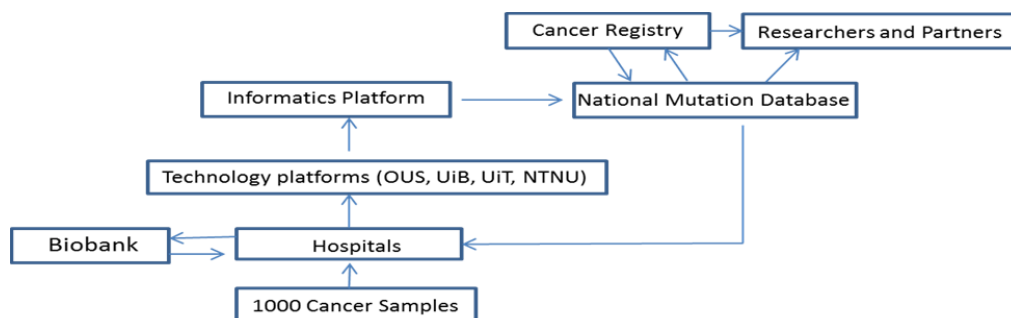 Cancer Registry
Researchers and Partners
Informatics Platform
National Mutation Database
Technology platforms (OUS, UiB, UiT, NTNU)
Biobank
Hospitals
1000 Cancer Samples